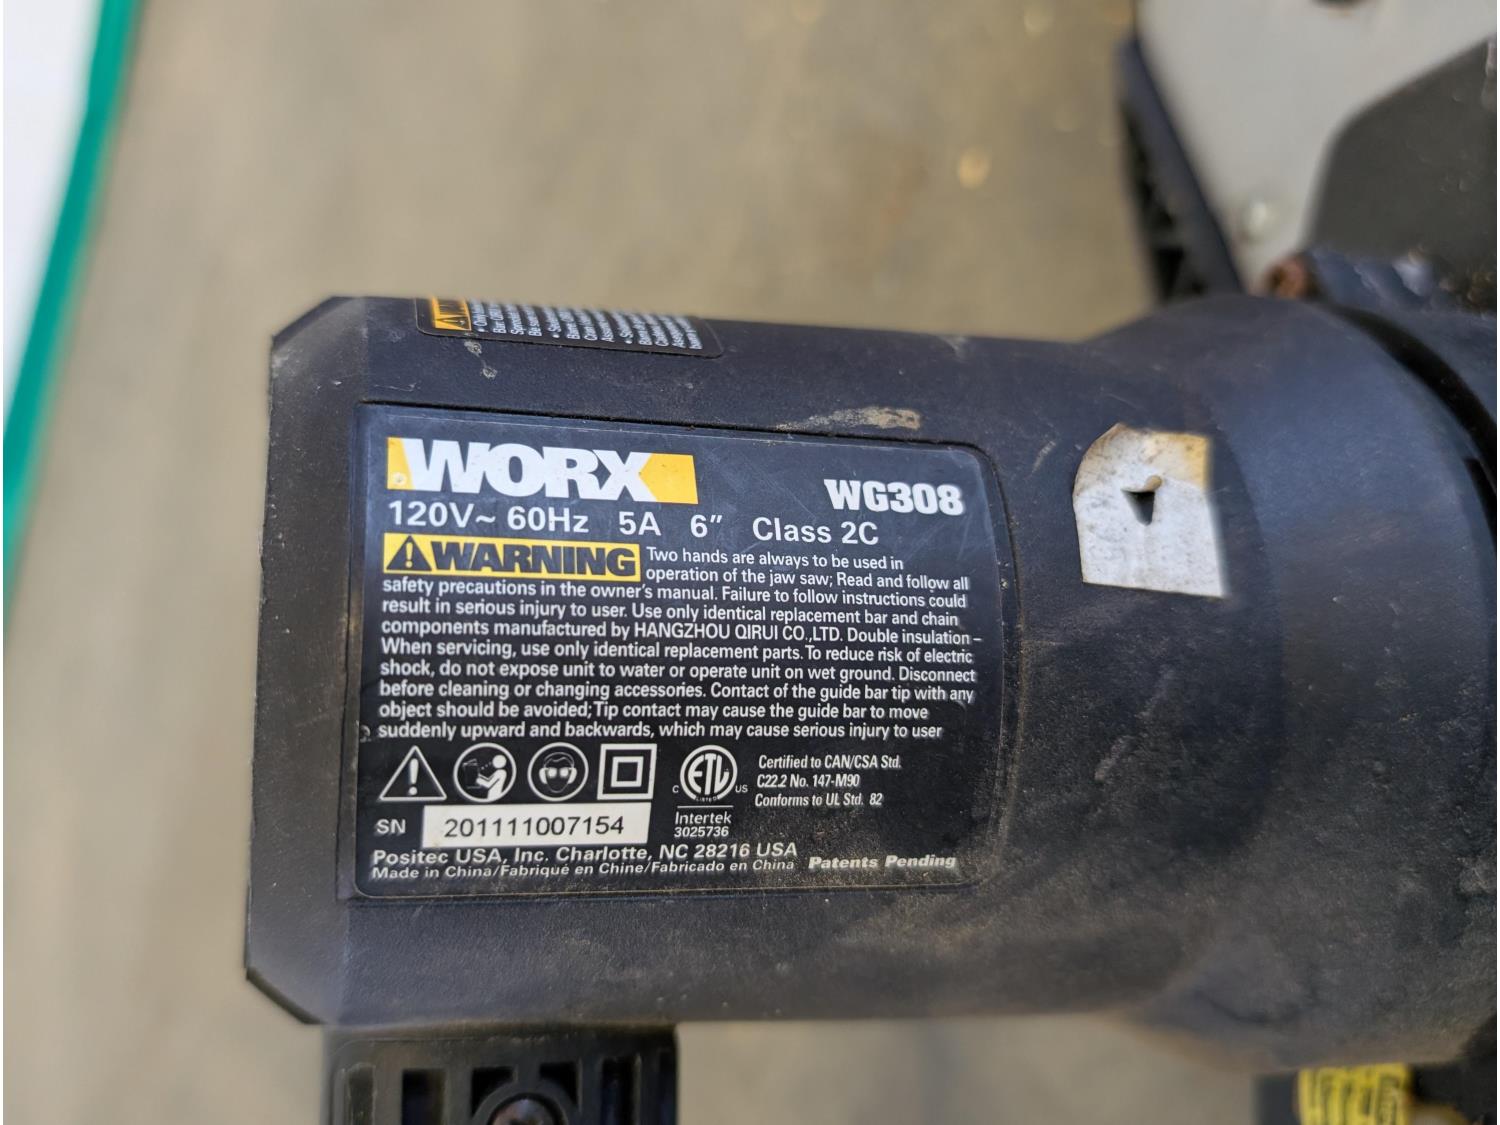 WORX
WG308
120V~ 60Hz 5A 6" Class 2C
WARNING
Two hands are always to be used in
operation of the jaw saw; Read and follow all
safety precautions in the owner's manual. Failure to follow instructions could
result in serious injury to user. Use only identical replacement bar and chain
components manufactured by HANGZHOU QIRUI CO.,LTD. Double insulation –
When servicing, use only identical replacement parts. To reduce risk of electric
shock, do not expose unit to water or operate unit on wet ground. Disconnect
before cleaning or changing accessories. Contact of the guide bar tip with any
object should be avoided; Tip contact may cause the guide bar to move
suddenly upward and backwards, which may cause serious injury to user
C ETL US
LISTED
Intertek
3025736
Certified to CAN/CSA Std.
C22.2 No. 147-M90
Conforms to UL Std. 82
SN 201111007154
Positec USA, Inc. Charlotte, NC 28216 USA
Made in China/Fabriqué en Chine/Fabricado en China
Patents Pending